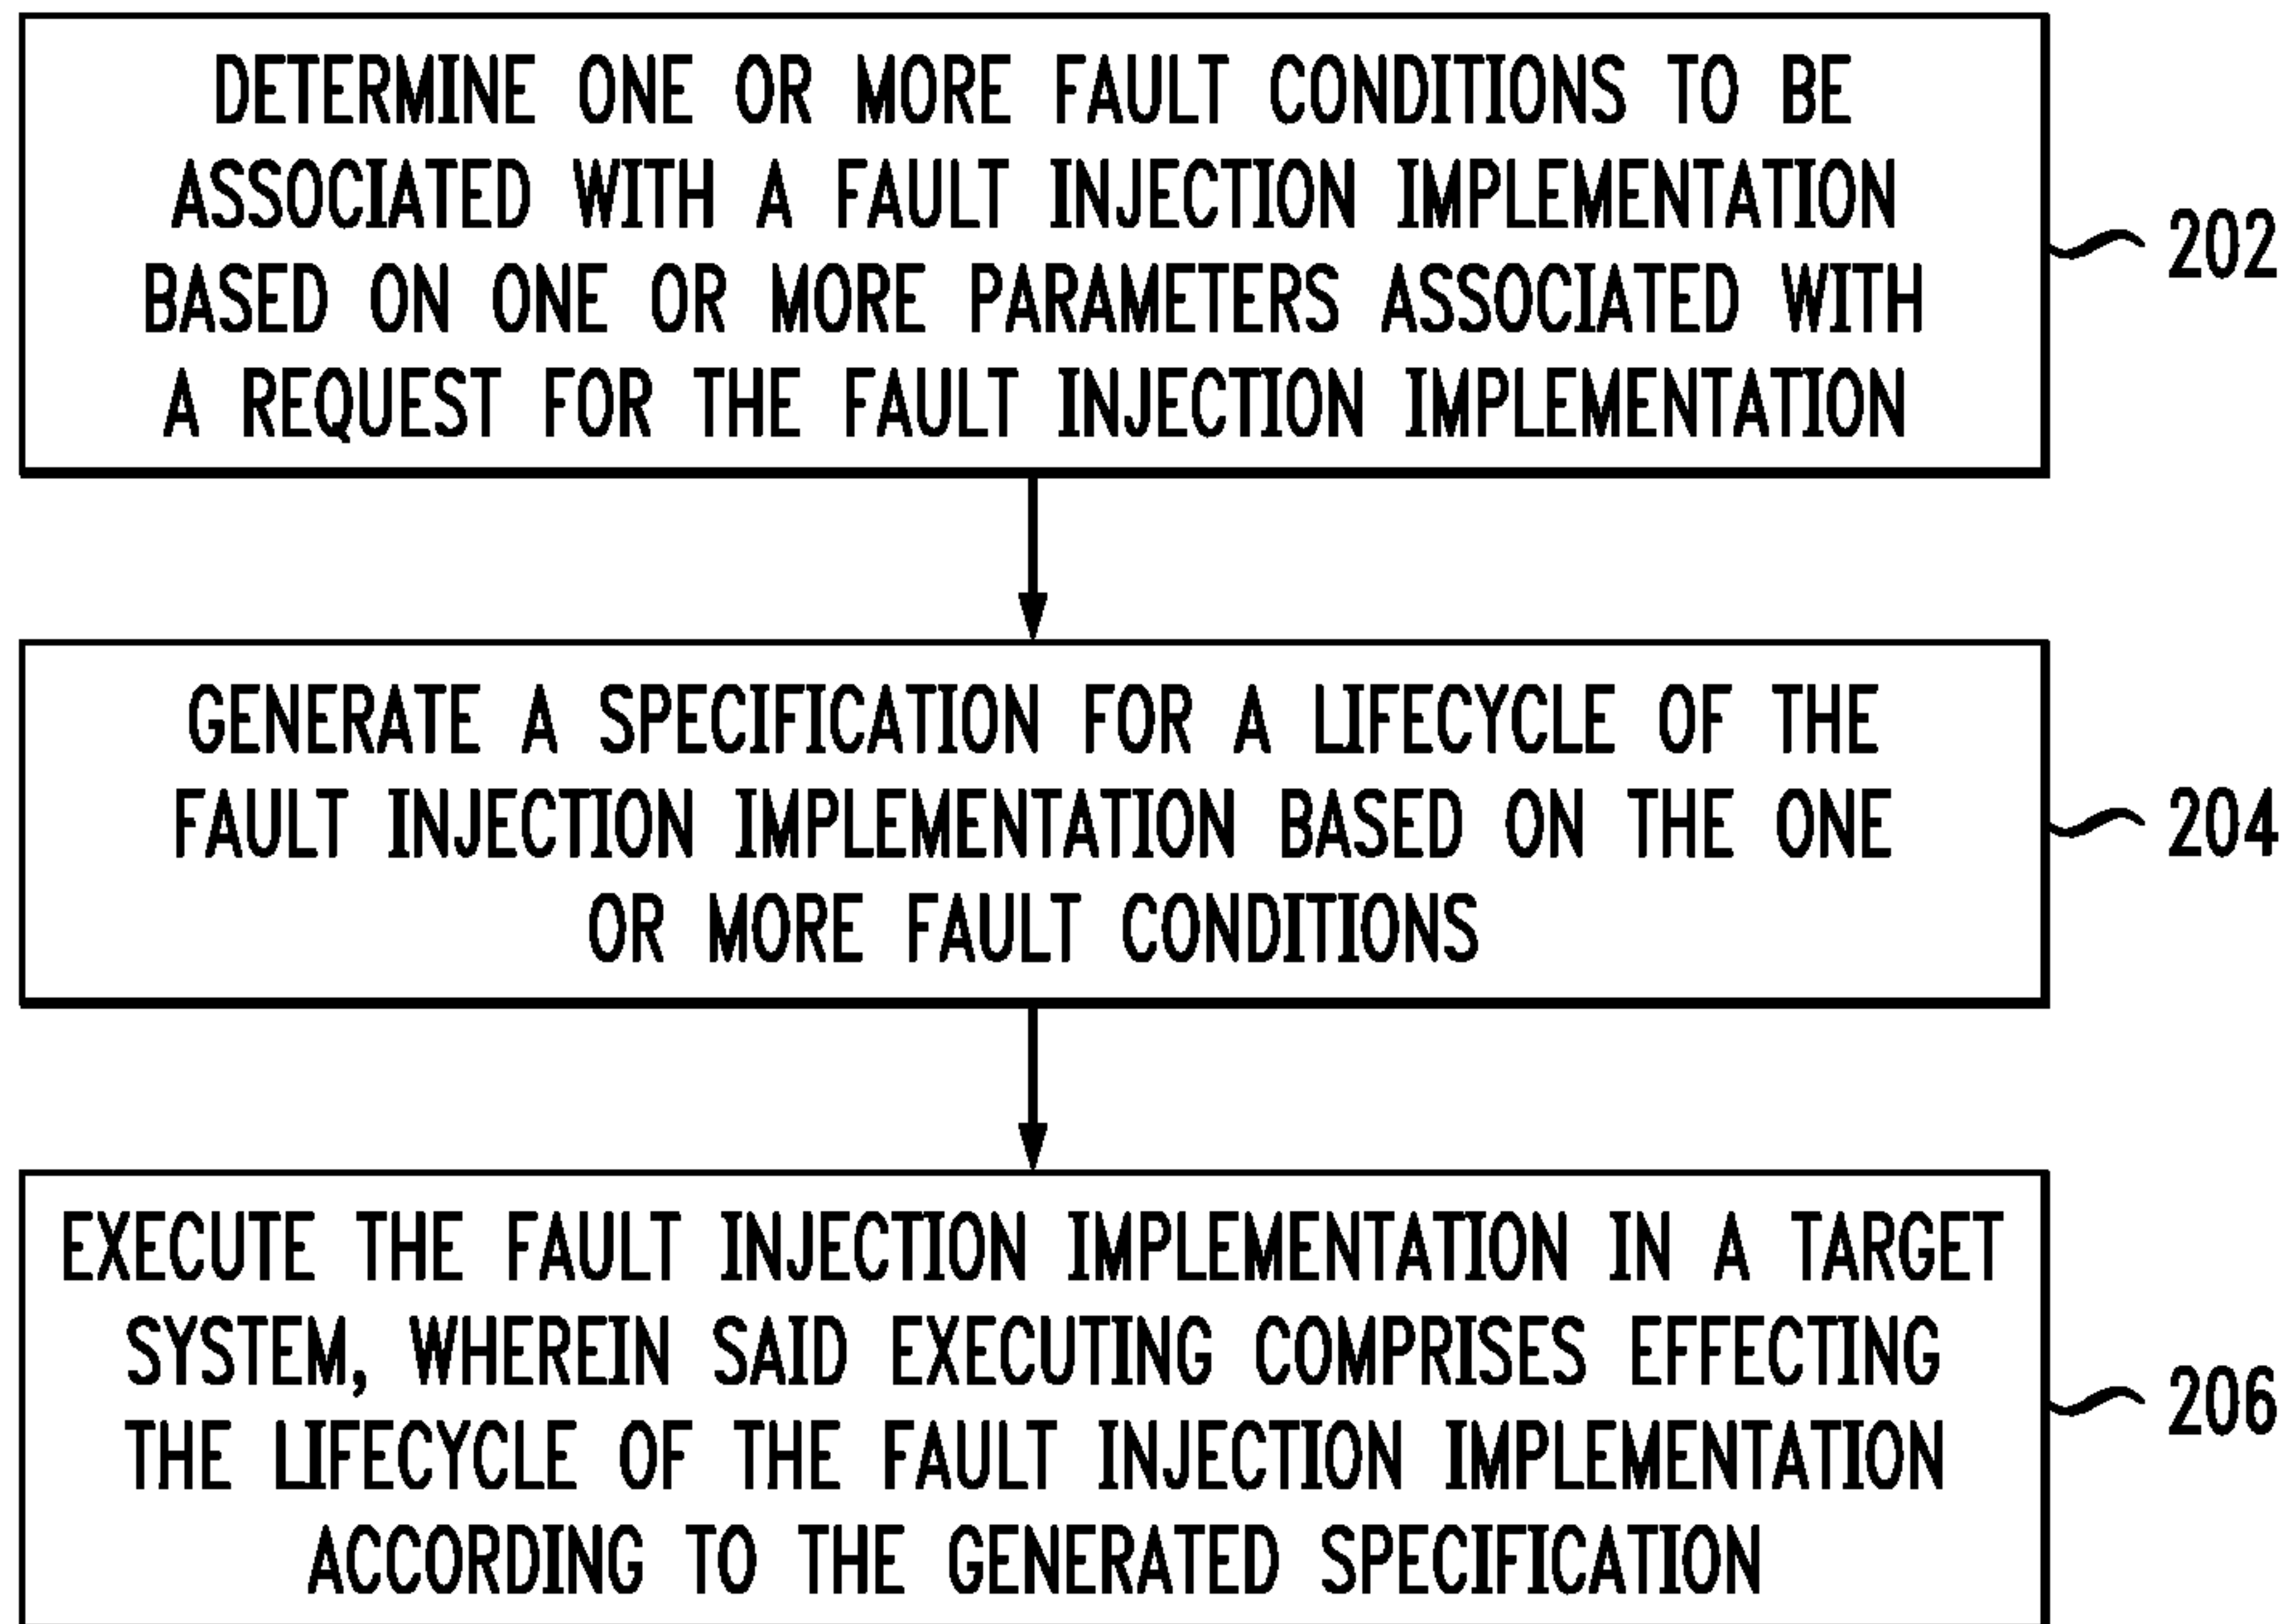 DETERMINE ONE OR MORE FAULT CONDITIONS TO BE
ASSOCIATED WITH A FAULT INJECTION IMPLEMENTATION
BASED ON ONE OR MORE PARAMETERS ASSOCIATED WITH
A REQUEST FOR THE FAULT INJECTION IMPLEMENTATION
202
GENERATE A SPECIFICATION FOR A LIFECYCLE OF THE
FAULT INJECTION IMPLEMENTATION BASED ON THE ONE
OR MORE FAULT CONDITIONS
204
EXECUTE THE FAULT INJECTION IMPLEMENTATION IN A TARGET
SYSTEM, WHEREIN SAID EXECUTING COMPRISES EFFECTING
THE LIFECYCLE OF THE FAULT INJECTION IMPLEMENTATION
ACCORDING TO THE GENERATED SPECIFICATION
206